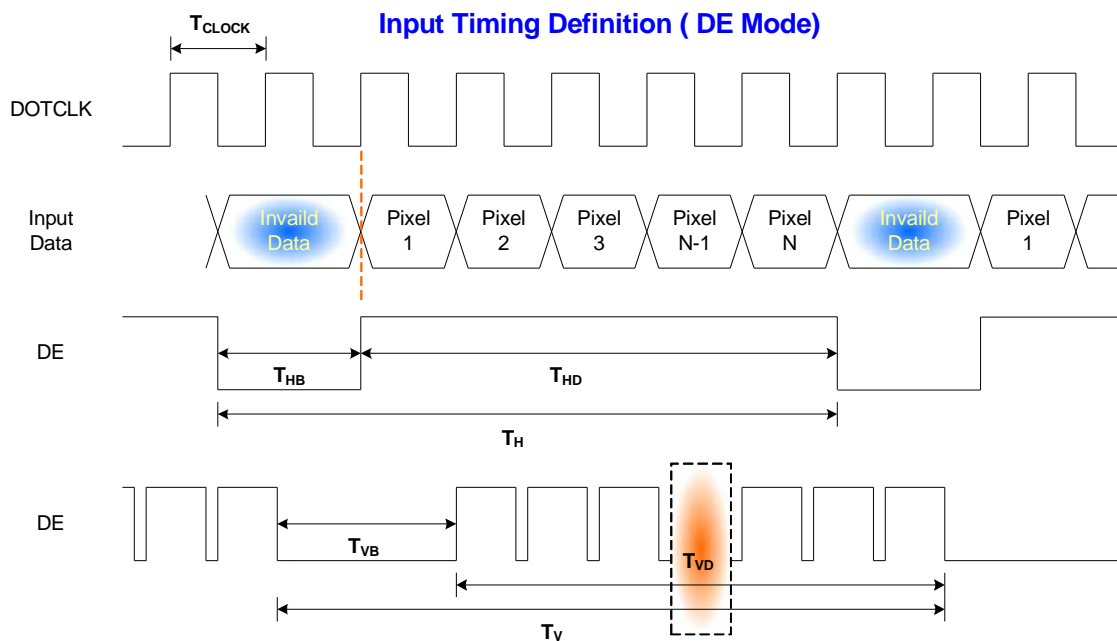 Input Timing Definition ( DE Mode)
TCLOCK
DOTCLK
Input
Data
Invaild
Data
Pixel
1
Pixel
2
Pixel
3
Pixel
N-1
Pixel
N
Invaild
Data
Pixel
1
DE
THB
THD
TH
DE
TVB
TVD
TV